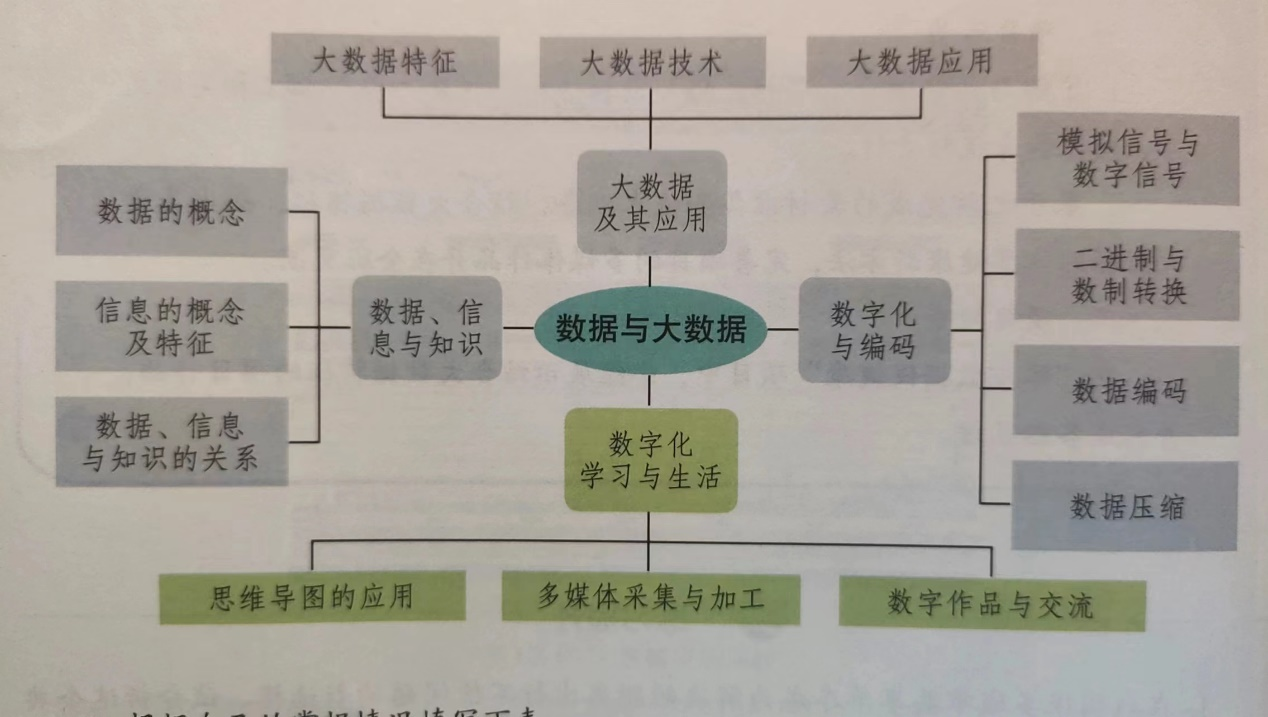 大数据特征
大数据技术
大数据应用
大数据
及其应用
数据的概念
信息的概念
及特征
数据、信息
与知识的关系
数据、信
息与知识
数据与大数据
数字化
与编码
模拟信号与
数字信号
二进制与
数制转换
数据编码
数据压缩
数字化
学习与生活
思维导图的应用
多媒体采集与加工
数字作品与交流